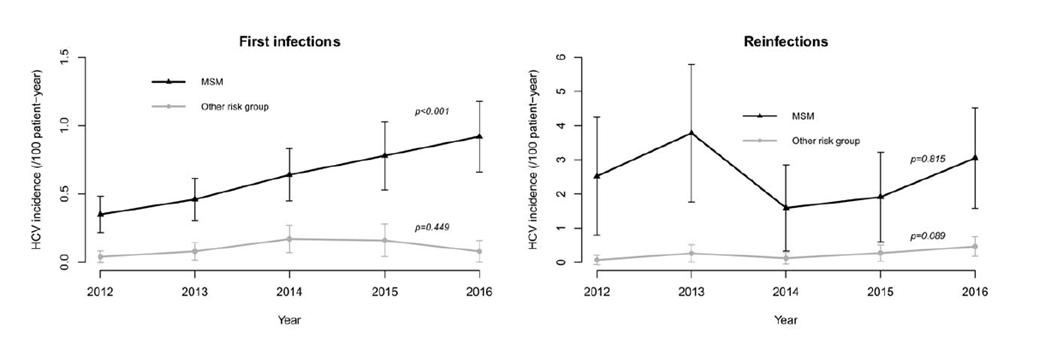 First infections
HCV incidence (/100 patient−year)
1.5
1.0
0.5
0.0
MSM
Other risk group
p<0.001
p=0.449
2012 2013 2014 2015 2016
Year
Reinfections
HCV incidence (/100 patient−year)
6
5
4
3
2
1
0
MSM
Other risk group
p=0.815
p=0.089
2012 2013 2014 2015 2016
Year